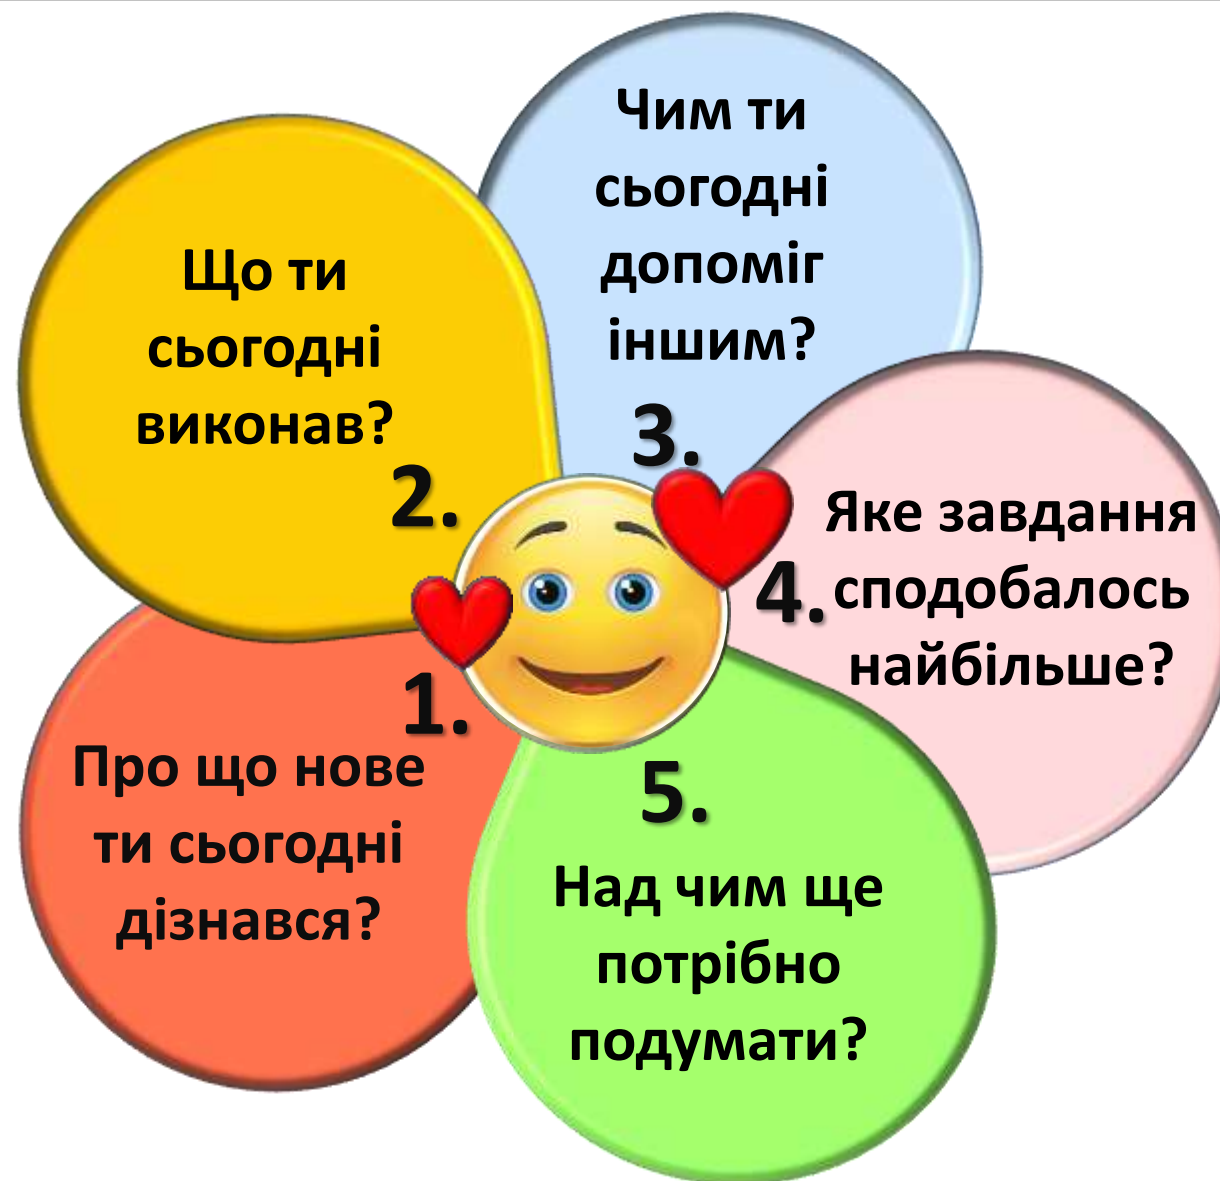 1.
Про що нове
ти сьогодні
дізнався?
2.
Що ти
сьогодні
виконав?
3.
Чим ти
сьогодні
допоміг
іншим?
4.
Яке завдання
сподобалось
найбільше?
5.
Над чим ще
потрібно
подумати?